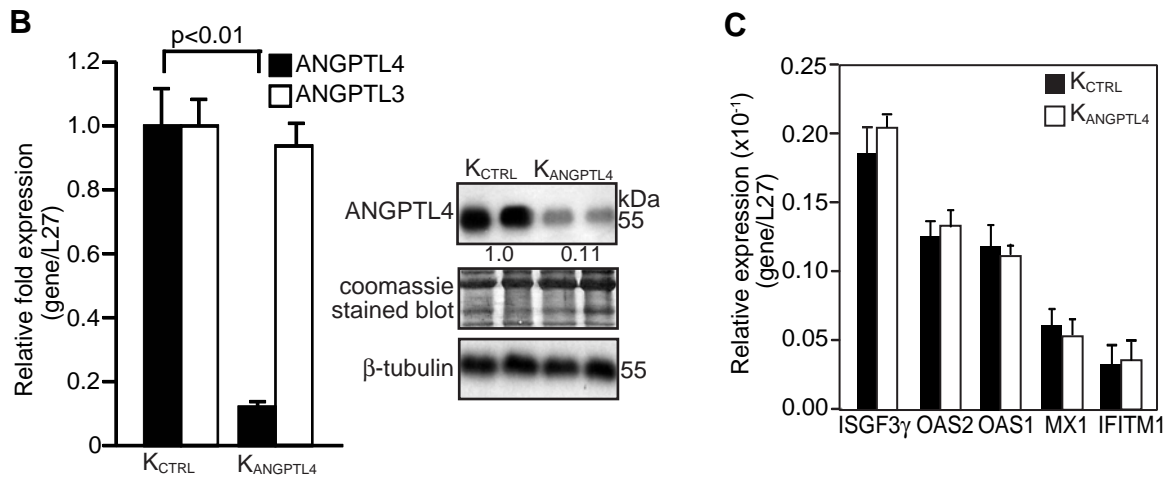 B
p<0.01
ANGPTL4
ANGPTL3
Relative fold expression
(gene/L27)
1.2
1.0
0.8
0.6
0.4
0.2
0
KCTRL
KANGPTL4
KCTRL KANGPTL4
kDa
ANGPTL4
55
1.0 0.11
coomassie
stained blot
β-tubulin
55
C
KCTRL
KANGPTL4
Relative expression (x10-1)
(gene/L27)
0.25
0.20
0.15
0.10
0.05
0.00
ISGF3γ OAS2 OAS1 MX1 IFITM1